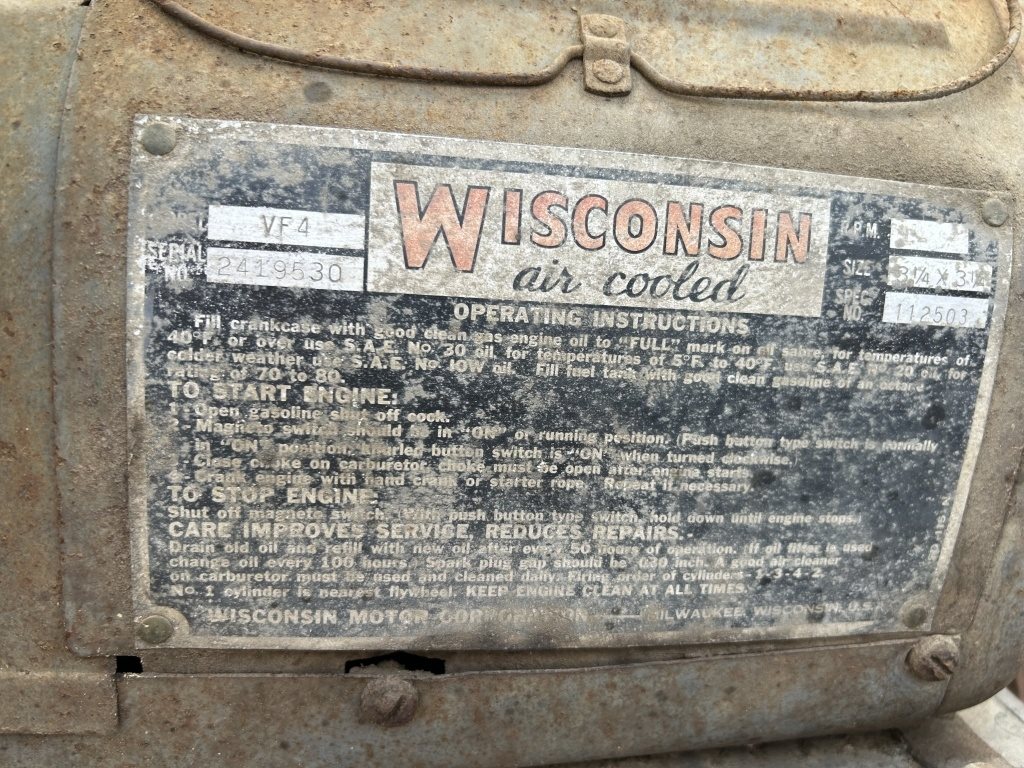 VF4
SERIAL
NO
2419530
WISCONSIN
air cooled
R.P.M.
SIZE 3¼ X 3¼
SPEC.
NO. 112503
OPERATING INSTRUCTIONS
Fill crankcase with good clean gas engine oil to "FULL" mark on oil sabre, for temperatures of
40°F. or over use S.A.E. No. 30 oil, for temperatures of 5°F. to 40°F. use S.A.E. No. 20 oil, for
colder weather use S.A.E. No 10W oil. Fill fuel tank with good clean gasoline of an octane
rating of 70 to 80.
TO START ENGINE:
1 - Open gasoline shut off cock.
2 - Magneto switch should be in "ON" or running position. (Push button type switch is normally
in "ON" position, knurled button switch is "ON" when turned clockwise.
Close choke on carburetor, choke must be open after engine starts.
Crank engine with hand crank or starter rope. Repeat if necessary.
TO STOP ENGINE:
Shut off magneto switch. (With push button type switch, hold down until engine stops.)
CARE IMPROVES SERVICE, REDUCES REPAIRS.-
Drain old oil and refill with new oil after every 50 hours of operation. (If oil filter is used
change oil every 100 hours.) Spark plug gap should be .030 inch. A good air cleaner
on carburetor must be used and cleaned daily. Firing order of cylinders 1-3-4-2.
No. 1 cylinder is nearest flywheel. KEEP ENGINE CLEAN AT ALL TIMES.
WISCONSIN MOTOR CORPORATION MILWAUKEE, WISCONSIN, U.S.A.